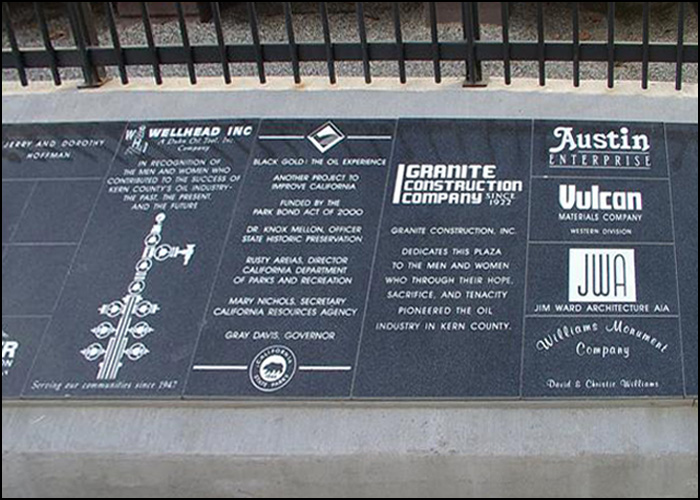 JERRY AND DOROTHY
HOFFMAN
WELLHEAD INC
A Duke Oil Tool, Inc
Company
IN RECOGNITION OF
THE MEN AND WOMEN WHO
CONTRIBUTED TO THE SUCCESS OF
KERN COUNTY'S OIL INDUSTRY-
THE PAST, THE PRESENT,
AND THE FUTURE
Serving our communities since 1947
BLACK GOLD: THE OIL EXPERIENCE
ANOTHER PROJECT TO
IMPROVE CALIFORNIA
FUNDED BY THE
PARK BOND ACT OF 2000
DR. KNOX MELLON, OFFICER
STATE HISTORIC PRESERVATION
RUSTY AREIAS, DIRECTOR
CALIFORNIA DEPARTMENT
OF PARKS AND RECREATION
MARY NICHOLS, SECRETARY
CALIFORNIA RESOURCES AGENCY
GRAY DAVIS, GOVERNOR
CALIFORNIA
STATE PARKS
GRANITE
CONSTRUCTION
COMPANY SINCE
1922
GRANITE CONSTRUCTION, INC.
DEDICATES THIS PLAZA
TO THE MEN AND WOMEN
WHO THROUGH THEIR HOPE,
SACRIFICE, AND TENACITY
PIONEERED THE OIL
INDUSTRY IN KERN COUNTY.
Austin
ENTERPRISE
Vulcan
MATERIALS COMPANY
WESTERN DIVISION
JWA
JIM WARD ARCHITECTURE AIA
Williams Monument
Company
David & Christie Williams